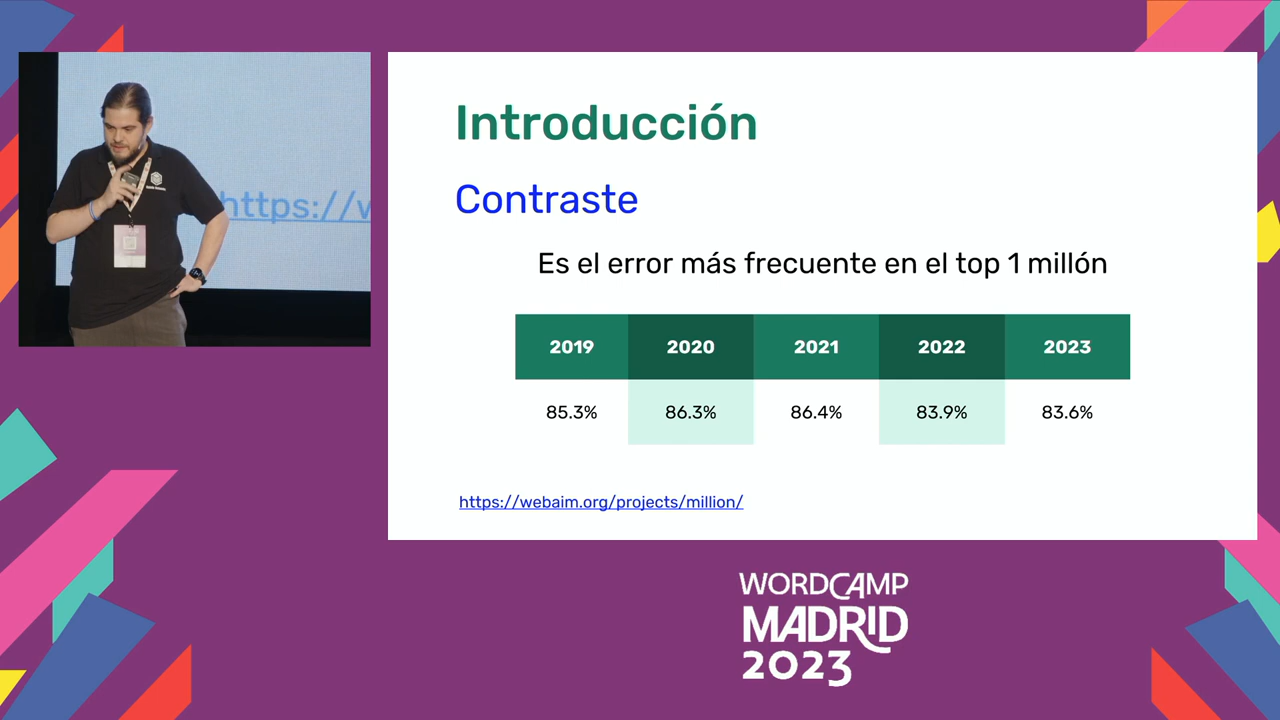 https://w
Introducción
Contraste
Es el error más frecuente en el top 1 millón
2019 2020 2021 2022 2023
85.3% 86.3% 86.4% 83.9% 83.6%
https://webaim.org/projects/million/
WORDCAMP
MADRID
2023